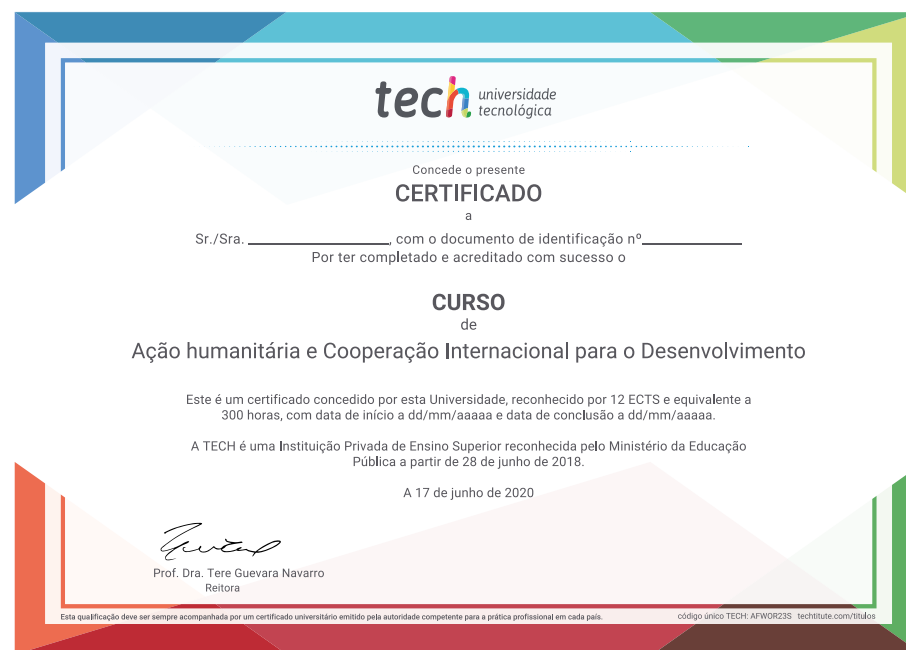 tech universidade
tecnológica
Concede o presente
CERTIFICADO
a
Sr./Sra. ____________, com o documento de identificação nº____________
Por ter completado e acreditado com sucesso o
CURSO
de
Ação humanitária e Cooperação Internacional para o Desenvolvimento
Este é um certificado concedido por esta Universidade, reconhecido por 12 ECTS e equivalente a
300 horas, com data de início a dd/mm/aaaaa e data de conclusão a dd/mm/aaaaa.
A TECH é uma Instituição Privada de Ensino Superior reconhecida pelo Ministério da Educação
Pública a partir de 28 de junho de 2018.
A 17 de junho de 2020
Prof. Dra. Tere Guevara Navarro
Reitora
Esta qualificação deve ser sempre acompanhada por um certificado universitário emitido pela autoridade competente para a prática profissional em cada país.
código único TECH: AFWOR23S techtitute.com/titulos